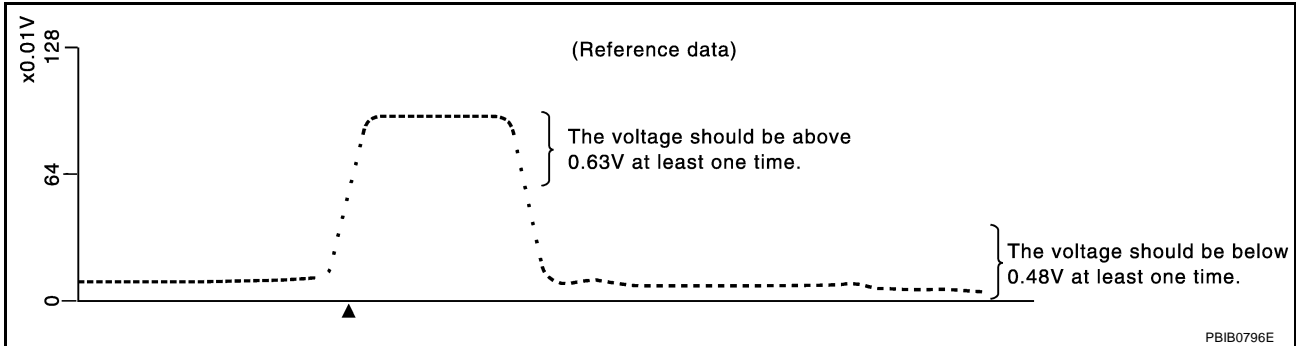 x0.01V
128
(Reference data)
The voltage should be above
0.63V at least one time.
64
The voltage should be below
0.48V at least one time.
0
PBIB0796E